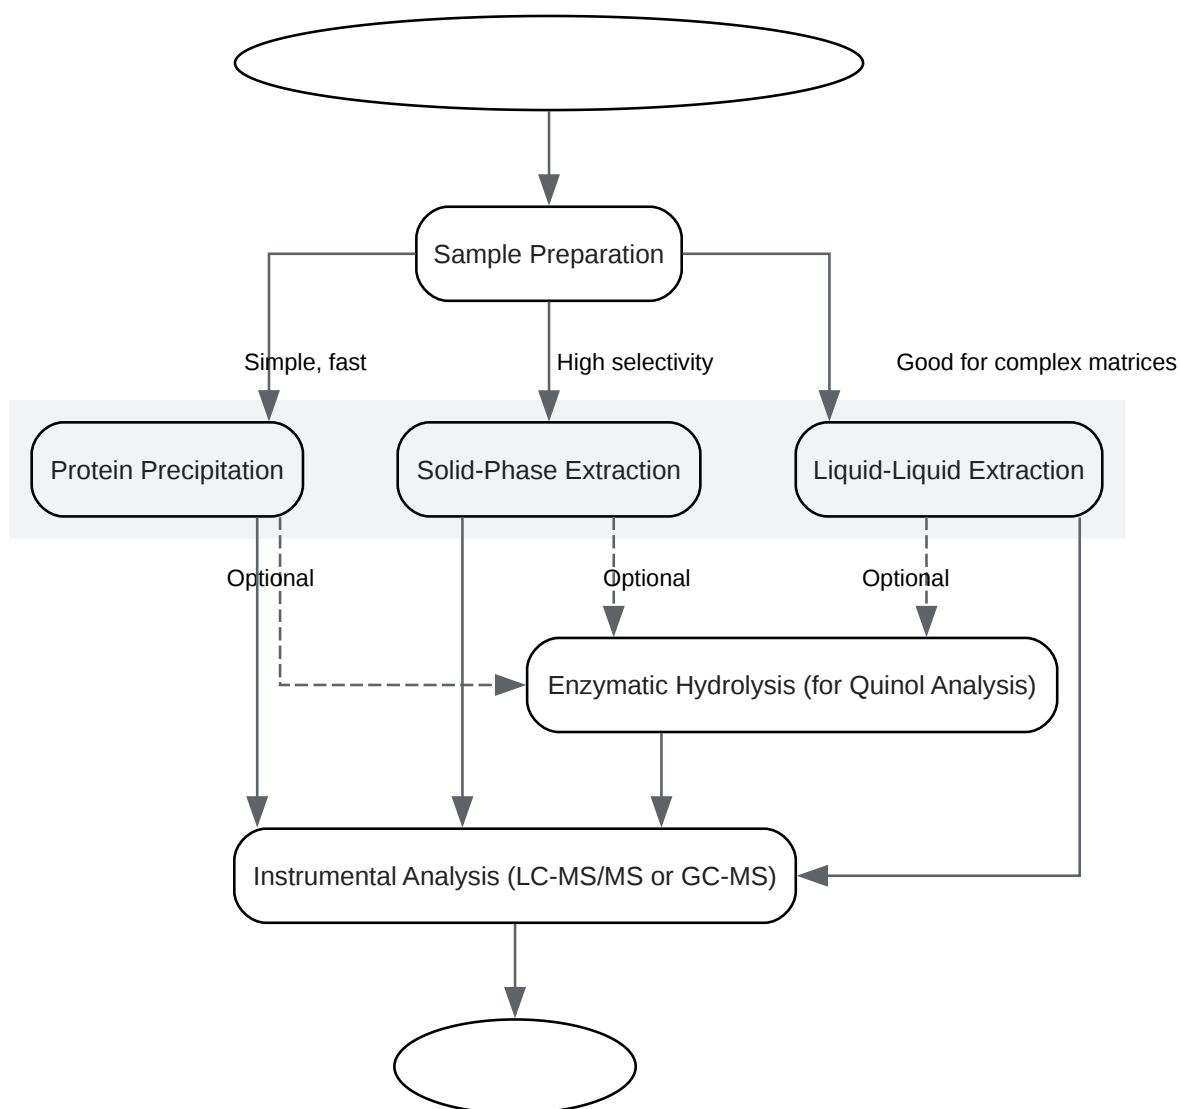 Sample Preparation
Simple, fast
High selectivity
Good for complex matrices
Protein Precipitation
Solid-Phase Extraction
Liquid-Liquid Extraction
Optional
Optional
Optional
Enzymatic Hydrolysis (for Quinol Analysis)
Instrumental Analysis (LC-MS/MS or GC-MS)